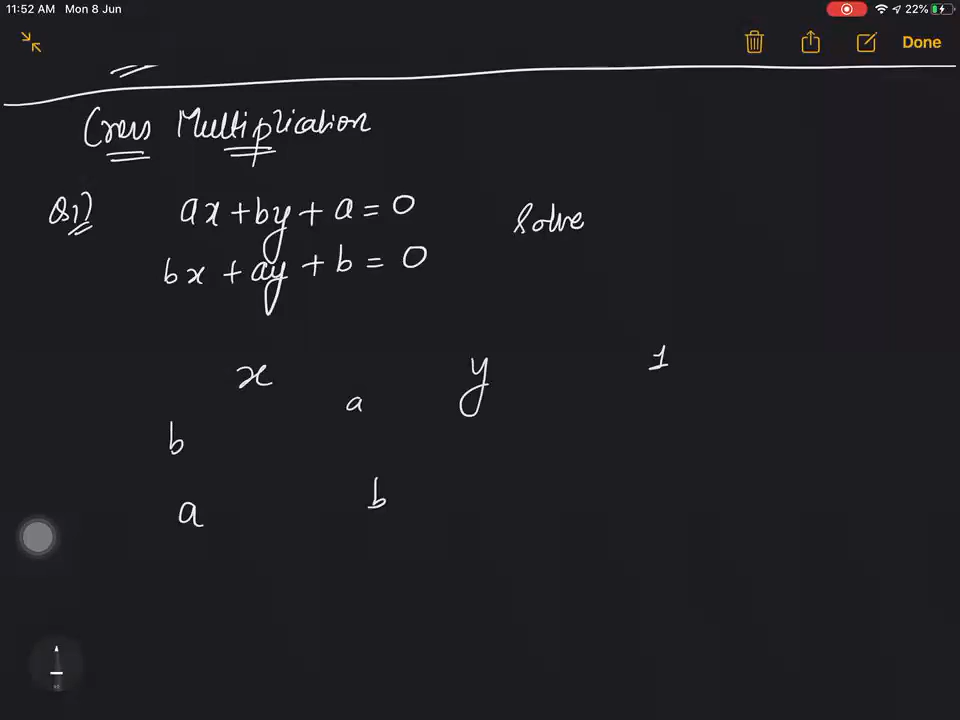 11:52 AM Mon 8 Jun 22%
Done
Cross Multiplication
Q1) ax + by + a = 0 Solve
bx + ay + b = 0
x y 1
a
b
b
a